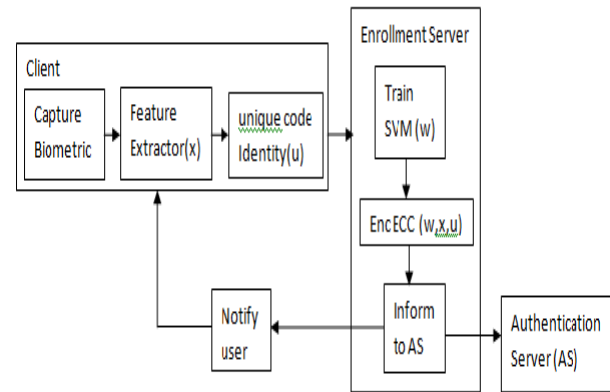 Enrollment Server
Client
Capture
Biometric
Feature
Extractor(x)
unique code
Identity(u)
Train
SVM (w)
Enc ECC (w,x,u)
Inform
to AS
Notify
user
Authentication
Server (AS)